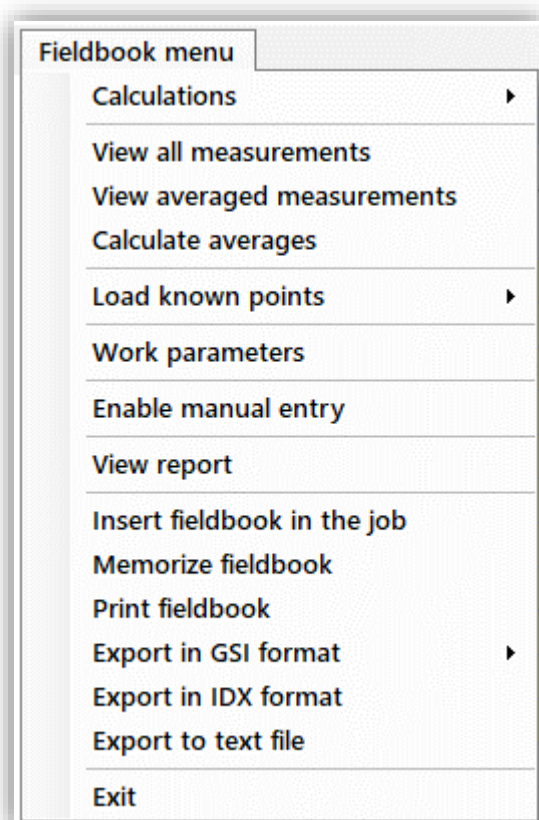 Fieldbook menu
Calculations
View all measurements
View averaged measurements
Calculate averages
Load known points
Work parameters
Enable manual entry
View report
Insert fieldbook in the job
Memorize fieldbook
Print fieldbook
Export in GSI format
Export in IDX format
Export to text file
Exit